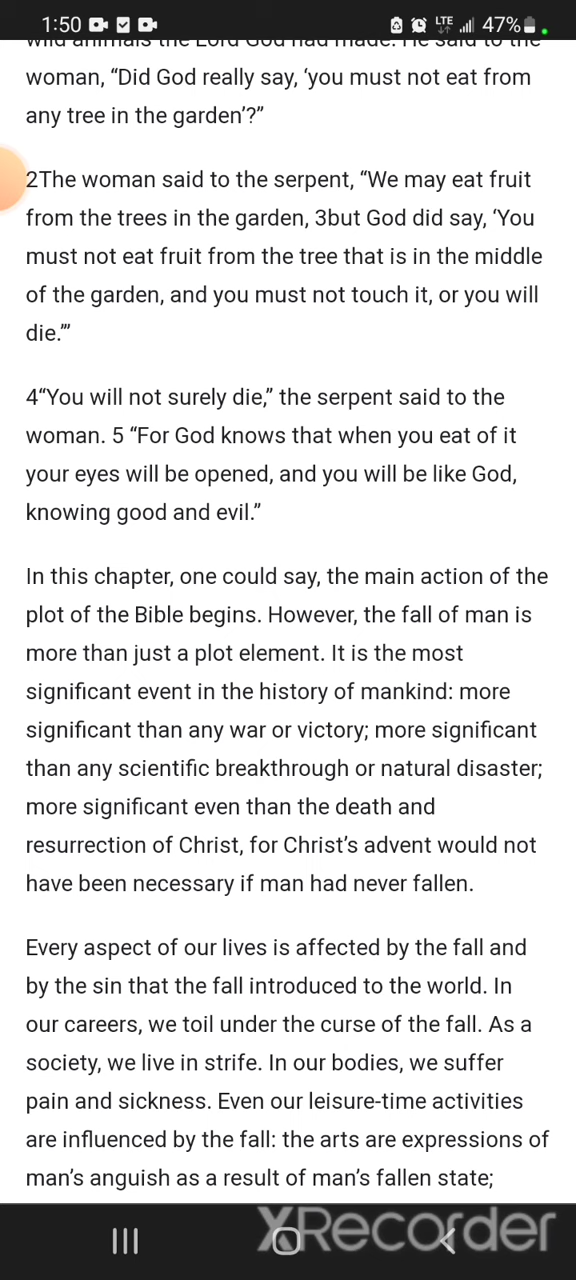 1:50 LTE 47%
wild animals the Lord God had made. He said to the
woman, “Did God really say, ‘you must not eat from
any tree in the garden’?”
2The woman said to the serpent, “We may eat fruit
from the trees in the garden, 3but God did say, ‘You
must not eat fruit from the tree that is in the middle
of the garden, and you must not touch it, or you will
die.’”
4“You will not surely die,” the serpent said to the
woman. 5 “For God knows that when you eat of it
your eyes will be opened, and you will be like God,
knowing good and evil.”
In this chapter, one could say, the main action of the
plot of the Bible begins. However, the fall of man is
more than just a plot element. It is the most
significant event in the history of mankind: more
significant than any war or victory; more significant
than any scientific breakthrough or natural disaster;
more significant even than the death and
resurrection of Christ, for Christ’s advent would not
have been necessary if man had never fallen.
Every aspect of our lives is affected by the fall and
by the sin that the fall introduced to the world. In
our careers, we toil under the curse of the fall. As a
society, we live in strife. In our bodies, we suffer
pain and sickness. Even our leisure-time activities
are influenced by the fall: the arts are expressions of
man’s anguish as a result of man’s fallen state;
XRecorder